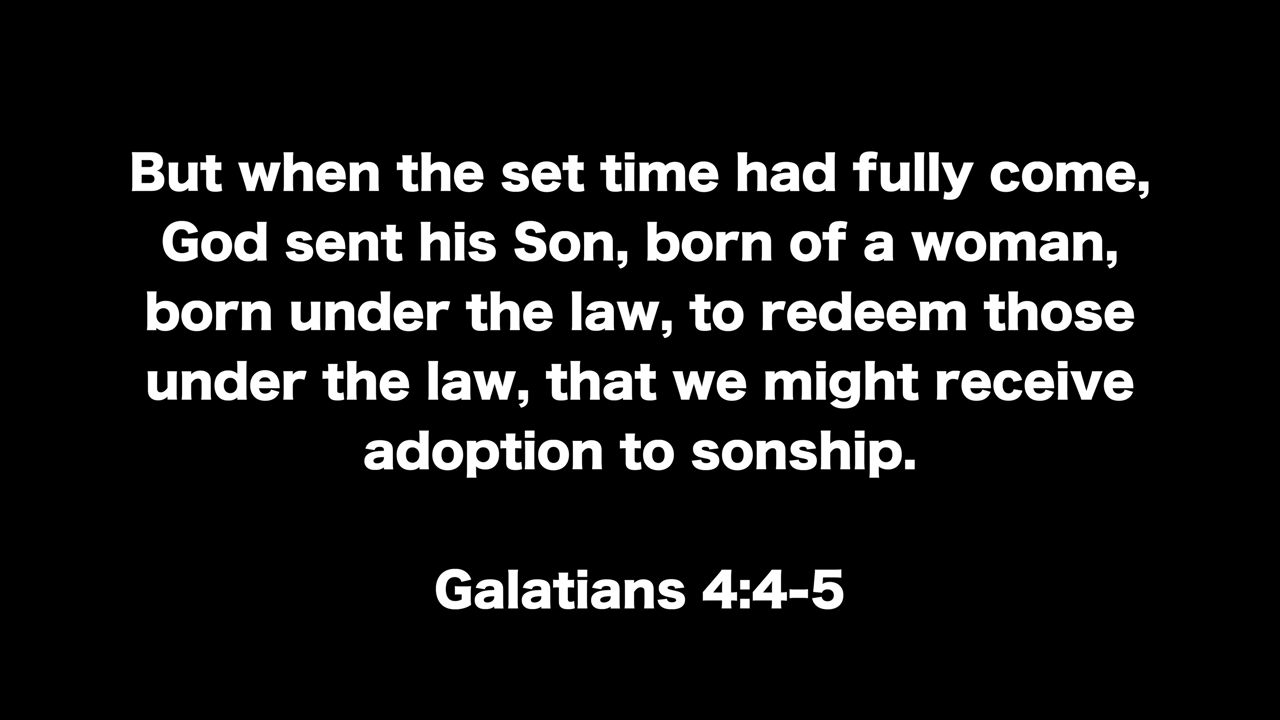 But when the set time had fully come,
God sent his Son, born of a woman,
born under the law, to redeem those
under the law, that we might receive
adoption to sonship.
Galatians 4:4-5